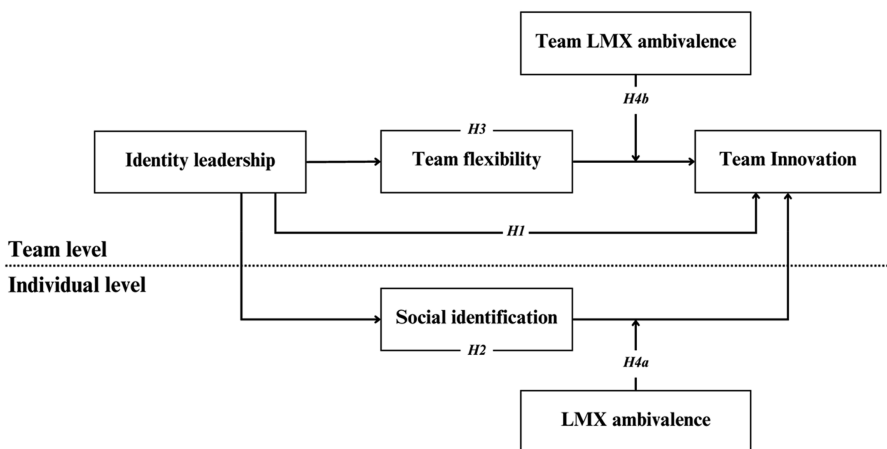 Team LMX ambivalence
H4b
H3
Identity leadership
Team flexibility
Team Innovation
H1
Team level
Individual level
Social identification
H2
H4a
LMX ambivalence